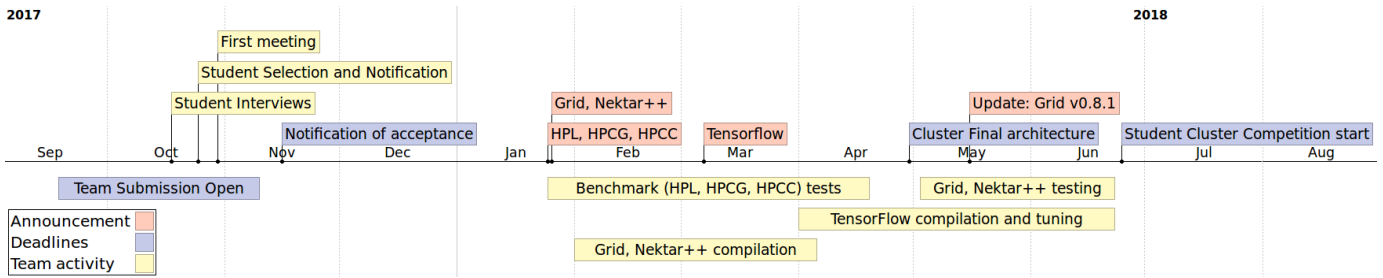 2017
2018
First meeting
Student Selection and Notification
Student Interviews
Grid, Nektar++
Update: Grid v0.8.1
Notification of acceptance
HPL, HPCG, HPCC
Tensorflow
Cluster Final architecture
Student Cluster Competition start
Sep Oct Nov Dec Jan Feb Mar Apr May Jun Jul Aug
Team Submission Open
Benchmark (HPL, HPCG, HPCC) tests
Grid, Nektar++ testing
TensorFlow compilation and tuning
Grid, Nektar++ compilation
Announcement
Deadlines
Team activity